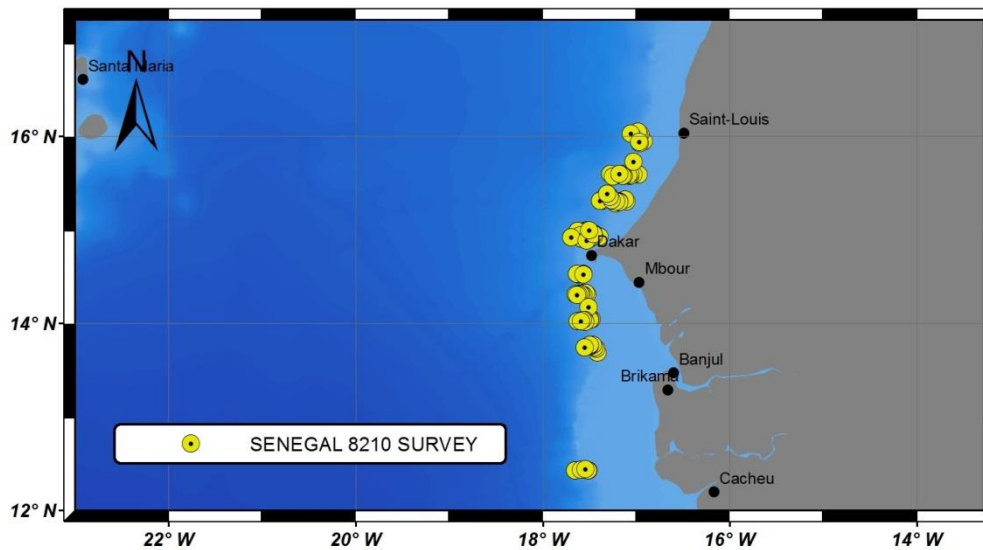 N
Santa Maria
16° N
Saint-Louis
Dakar
Mbour
14° N
Banjul
Brikama
SENEGAL 8210 SURVEY
Cacheu
12° N
22° W
20° W
18° W
16° W
14° W